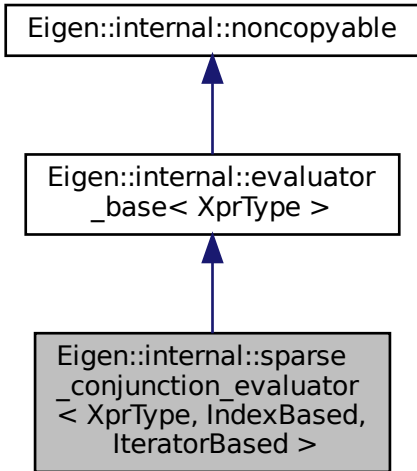 Eigen::internal::noncopyable
Eigen::internal::evaluator
_base< XprType >
Eigen::internal::sparse
_conjunction_evaluator
< XprType, IndexBased,
IteratorBased >